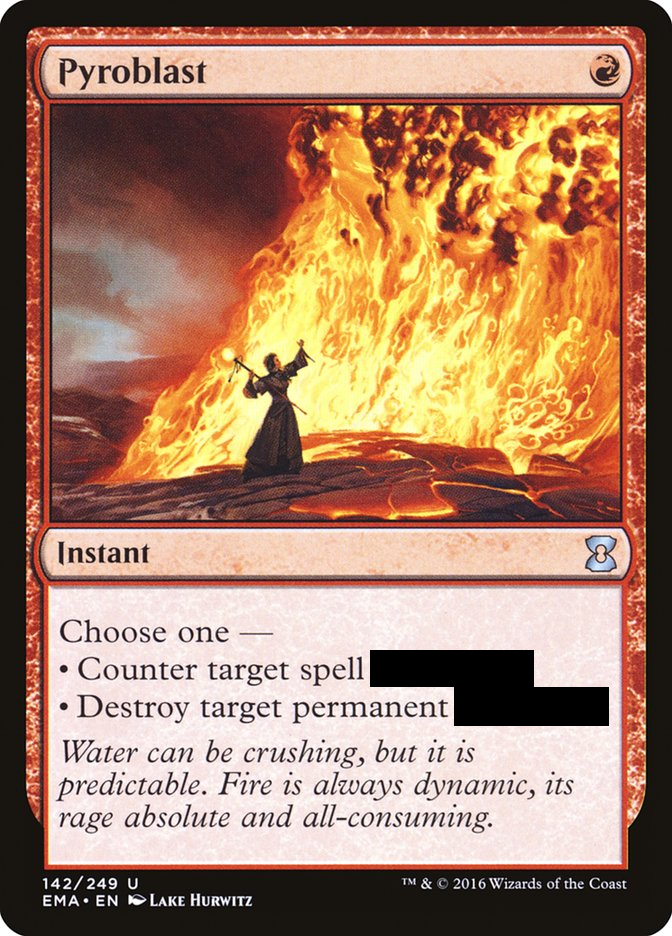 Pyroblast
Instant
Choose one —
• Counter target spell
• Destroy target permanent
Water can be crushing, but it is
predictable. Fire is always dynamic, its
rage absolute and all-consuming.
142/249 U
™ & © 2016 Wizards of the Coast
EMA • EN Lake Hurwitz